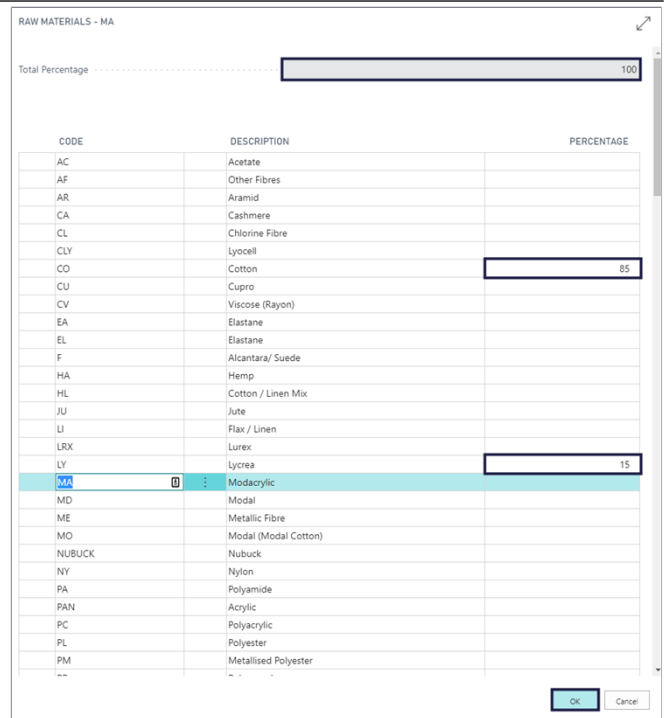 RAW MATERIALS - MA
Total Percentage 100
CODE DESCRIPTION PERCENTAGE
AC Acetate
AF Other Fibres
AR Aramid
CA Cashmere
CL Chlorine Fibre
CLY Lyocell
CO Cotton 85
CU Cupro
CV Viscose (Rayon)
EA Elastane
EL Elastane
F Alcantara/ Suede
HA Hemp
HL Cotton / Linen Mix
JU Jute
LI Flax / Linen
LRX Lurex
LY Lycrea 15
MA Modacrylic
MD Modal
ME Metallic Fibre
MO Modal (Modal Cotton)
NUBUCK Nubuck
NY Nylon
PA Polyamide
PAN Acrylic
PC Polyacrylic
PL Polyester
PM Metallised Polyester
OK Cancel